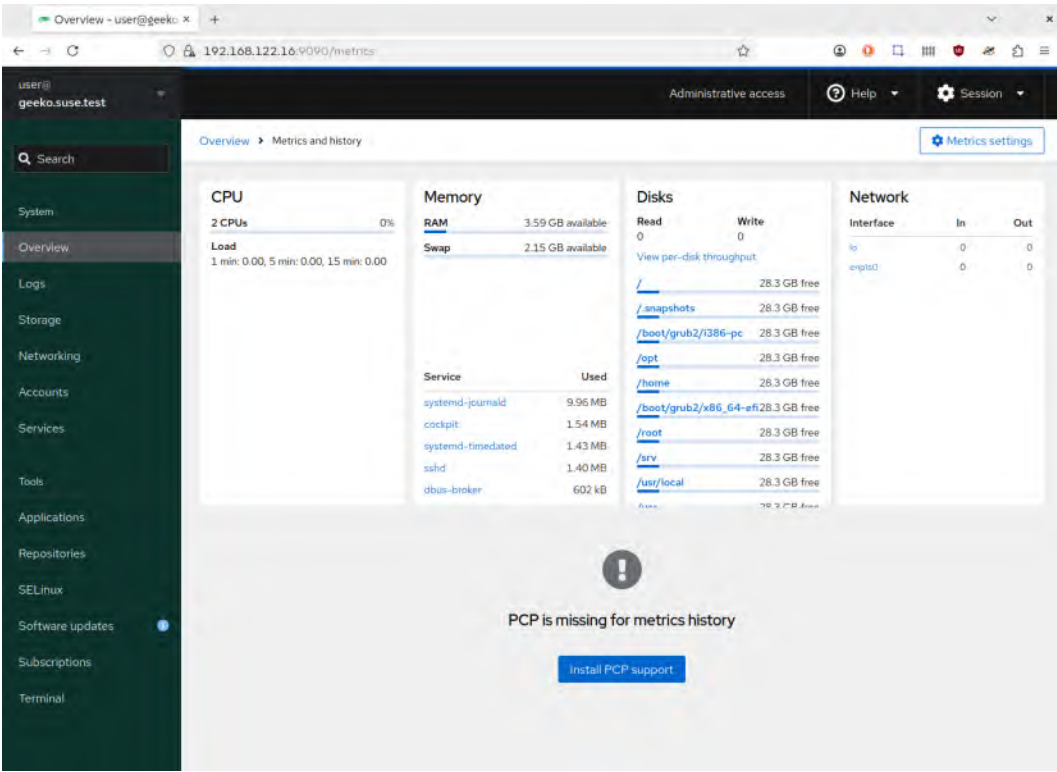 Overview - user@geeko
192.168.122.16:9090/metrics
user@
geeko.suse.test
Administrative access
Help
Session
Search
System
Overview
Logs
Storage
Networking
Accounts
Services
Tools
Applications
Repositories
SELinux
Software updates
Subscriptions
Terminal
Overview > Metrics and history
Metrics settings
CPU
2 CPUs 0%
Load
1 min: 0.00, 5 min: 0.00, 15 min: 0.00
Memory
RAM 3.59 GB available
Swap 2.15 GB available
Service Used
systemd-journald 9.96 MB
cockpit 1.54 MB
systemd-timedated 1.43 MB
sshd 1.40 MB
dbus-broker 602 kB
Disks
Read Write
0 0
View per-disk throughput
/ 28.3 GB free
/.snapshots 28.3 GB free
/boot/grub2/i386-pc 28.3 GB free
/opt 28.3 GB free
/home 28.3 GB free
/boot/grub2/x86_64-efi 28.3 GB free
/root 28.3 GB free
/srv 28.3 GB free
/usr/local 28.3 GB free
Network
Interface In Out
lo 0 0
enp1s0 0 0
PCP is missing for metrics history
Install PCP support